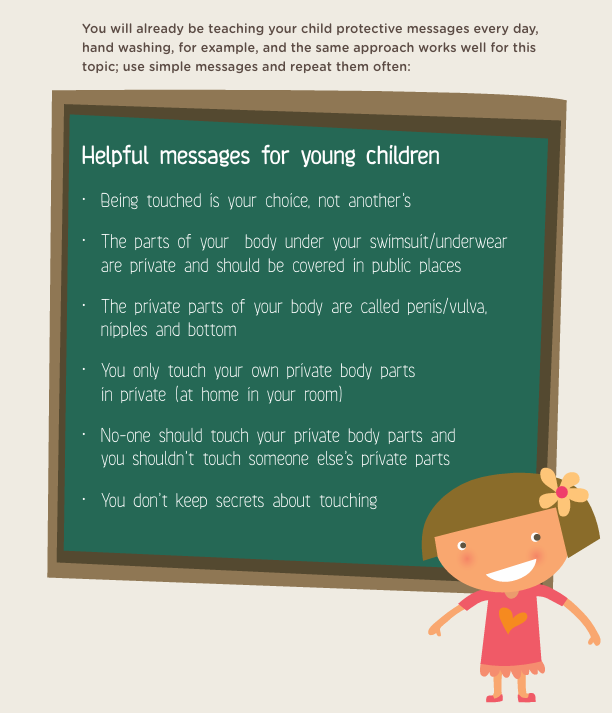 You will already be teaching your child protective messages every day,
hand washing, for example, and the same approach works well for this
topic; use simple messages and repeat them often:
Helpful messages for young children
· Being touched is your choice, not another's
· The parts of your body under your swimsuit/underwear
are private and should be covered in public places
· The private parts of your body are called penis/vulva,
nipples and bottom
· You only touch your own private body parts
in private (at home in your room)
· No-one should touch your private body parts and
you shouldn't touch someone else's private parts
· You don't keep secrets about touching